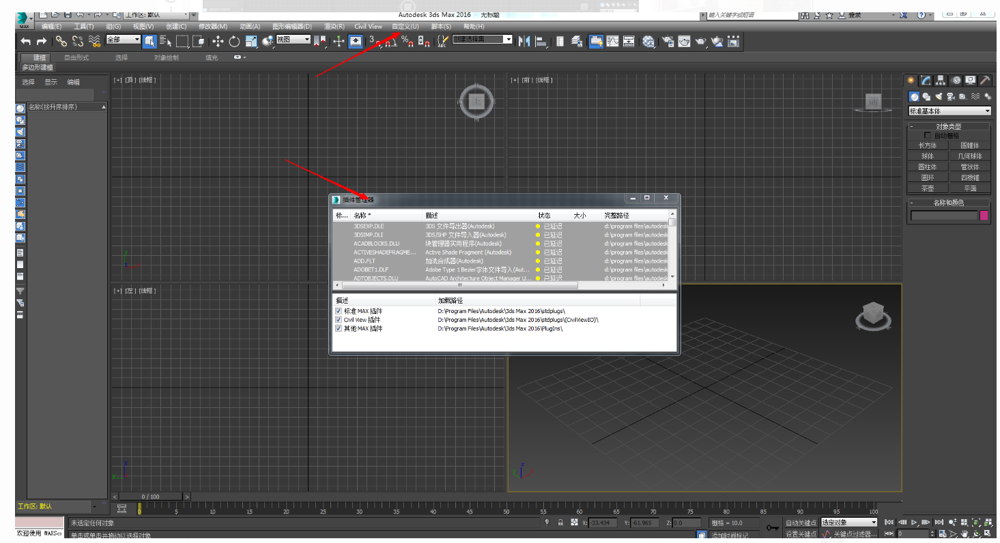 工作区: 默认 Autodesk 3ds Max 2016 无标题 键入关键字或短语 登录
MAX 编辑(E) 工具(T) 组(G) 视图(V) 创建(C) 修改器(M) 动画(A) 图形编辑器(D) 渲染(R) Civil View 自定义(U) 脚本(S) 帮助(H)
全部 视图 创建选择集
建模 自由形式 选择 对象绘制 填充
多边形建模
选择 显示 编辑
名称(按升序排序)
[+] [顶] [线框]
[+] [前] [线框]
[+] [左] [线框]
标准基本体
对象类型
自动栅格
长方体 圆锥体
球体 几何球体
圆柱体 管状体
圆环 四棱锥
茶壶 平面
名称和颜色
插件管理器
标... 名称 * 描述 状态 大小 完整路径
3DSEXP.DLE 3DS 文件导出器(Autodesk) 已延迟 d:\program files\autodesk
3DSIMP.DLI 3DS/SHP 文件导入器(Autodesk) 已延迟 d:\program files\autodesk
ACADBLOCKS.DLU 块管理器实用程序(Autodesk) 已延迟 d:\program files\autodesk
ACTIVESHADEFRAGME... Active Shade Fragment (Autodesk) 已延迟 d:\program files\autodesk
ADD.FLT 加法合成器(Autodesk) 已延迟 d:\program files\autodesk
ADOBET1.DLF Adobe Type 1 Bezier字体文件导入(Aut... 已延迟 d:\program files\autodesk
ADTOBJECTS.DLU AutoCAD Architecture Object Manager U... 已延迟 d:\program files\autodesk
描述 加载路径
标准 MAX 插件 D:\Program Files\Autodesk\3ds Max 2016\stdplugs\
Civil View 插件 D:\Program Files\Autodesk\3ds Max 2016\stdplugs\(CivilViewIO)\
其他 MAX 插件 D:\Program Files\Autodesk\3ds Max 2016\PlugIns\
0 / 100
工作区: 默认
0 5 10 15 20 25 30 35 40 45 50 55 60 65 70 75 80 85 90 95 100
未选定任何对象 X: -33.434 Y: -61.965 Z: 0.0 栅格 = 10.0 自动关键点 选定对象
欢迎使用 MAXSc 单击或单击并拖动以选择对象 添加时间标记 设置关键点 关键点过滤器... 0